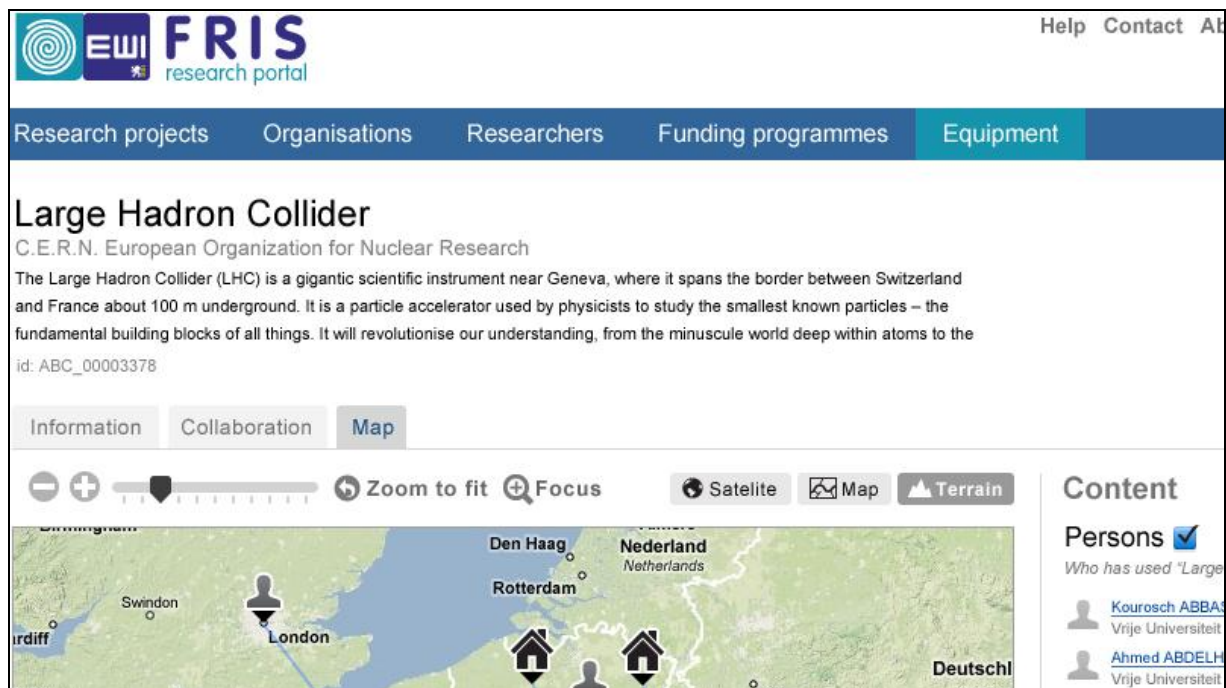 EWI FRIS
research portal
Help Contact
Research projects Organisations Researchers Funding programmes Equipment
Large Hadron Collider
C.E.R.N. European Organization for Nuclear Research
The Large Hadron Collider (LHC) is a gigantic scientific instrument near Geneva, where it spans the border between Switzerland
and France about 100 m underground. It is a particle accelerator used by physicists to study the smallest known particles – the
fundamental building blocks of all things. It will revolutionise our understanding, from the minuscule world deep within atoms to the
id: ABC_00003378
Information Collaboration Map
Zoom to fit Focus Satelite Map Terrain
Content
Persons
Who has used "Large
Kourosch ABBAS
Vrije Universiteit
Ahmed ABDELH
Vrije Universiteit
Birmingham
Den Haag
Nederland
Netherlands
Rotterdam
Swindon
London
Deutschl